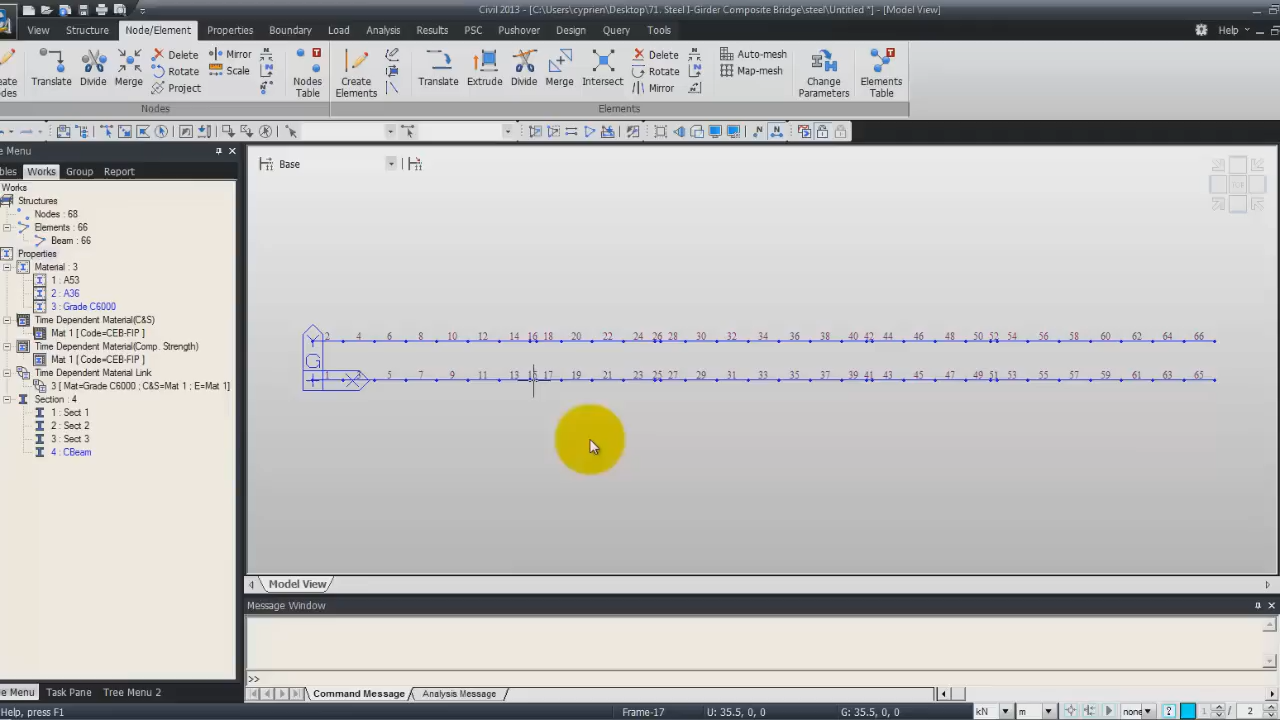 Civil 2013 - [C:\Users\cyprien\Desktop\71. Steel I-Girder Composite Bridge\steel\Untitled *] - [Model View]
View Structure Node/Element Properties Boundary Load Analysis Results PSC Pushover Design Query Tools Help
Translate Divide Merge Delete Rotate Project Mirror Scale Nodes Table
Create Elements Translate Extrude Divide Merge Intersect Delete Rotate Mirror Auto-mesh Map-mesh Change Parameters Elements Table
Nodes Elements
e Menu
Works Group Report
Base
Works
Structures
Nodes : 68
Elements : 66
Beam : 66
Properties
Material : 3
1 : A53
2 : A36
3 : Grade C6000
Time Dependent Material(C&S)
Mat 1 [ Code=CEB-FIP ]
Time Dependent Material(Comp. Strength)
Mat 1 [ Code=CEB-FIP ]
Time Dependent Material Link
3 [ Mat=Grade C6000 ; C&S=Mat 1 ; E=Mat 1]
Section : 4
1 : Sect 1
2 : Sect 2
3 : Sect 3
4 : CBeam
2 4 6 8 10 12 14 16 18 20 22 24 26 28 30 32 34 36 38 40 42 44 46 48 50 52 54 56 58 60 62 64 66
Y
G
X
1 3 5 7 9 11 13 15 17 19 21 23 25 27 29 31 33 35 37 39 41 43 45 47 49 51 53 55 57 59 61 63 65
Model View
Message Window
>>
Command Message Analysis Message
e Menu Task Pane Tree Menu 2
Help, press F1
Frame-17 U: 35.5, 0, 0 G: 35.5, 0, 0 kN m none 1 / 2